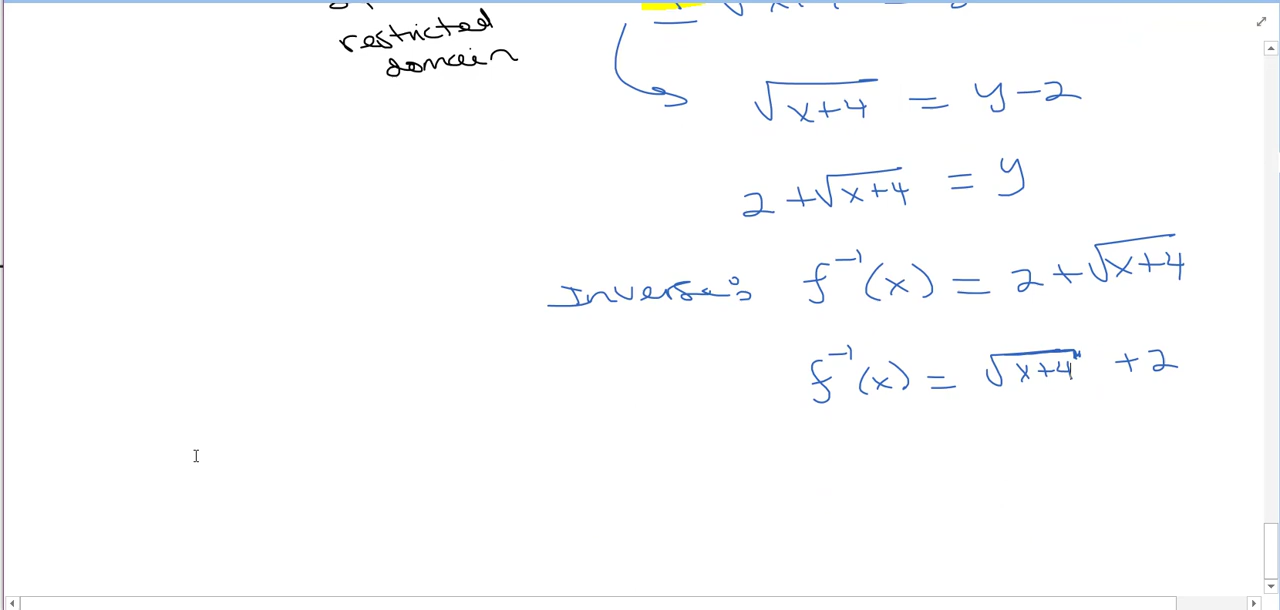 restricted
domain
√x+4 = y-2
2 + √x+4 = y
Inverse: f⁻¹(x) = 2 + √x+4
f⁻¹(x) = √x+4 + 2